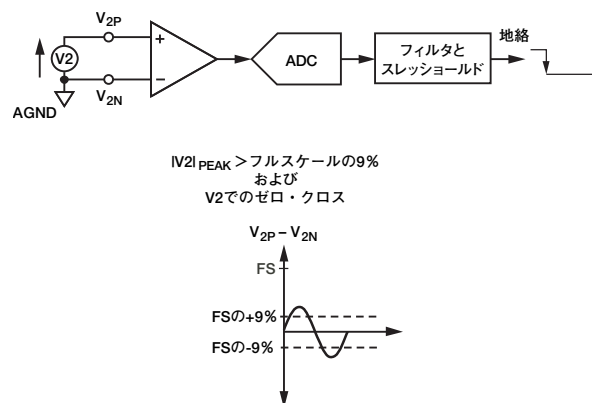 V2P
V2
V2N
AGND
+
−
ADC
フィルタと
スレッショールド
地絡
|V2| PEAK > フルスケールの9%
および
V2でのゼロ・クロス
V2P – V2N
FS
FSの+9%
FSの-9%